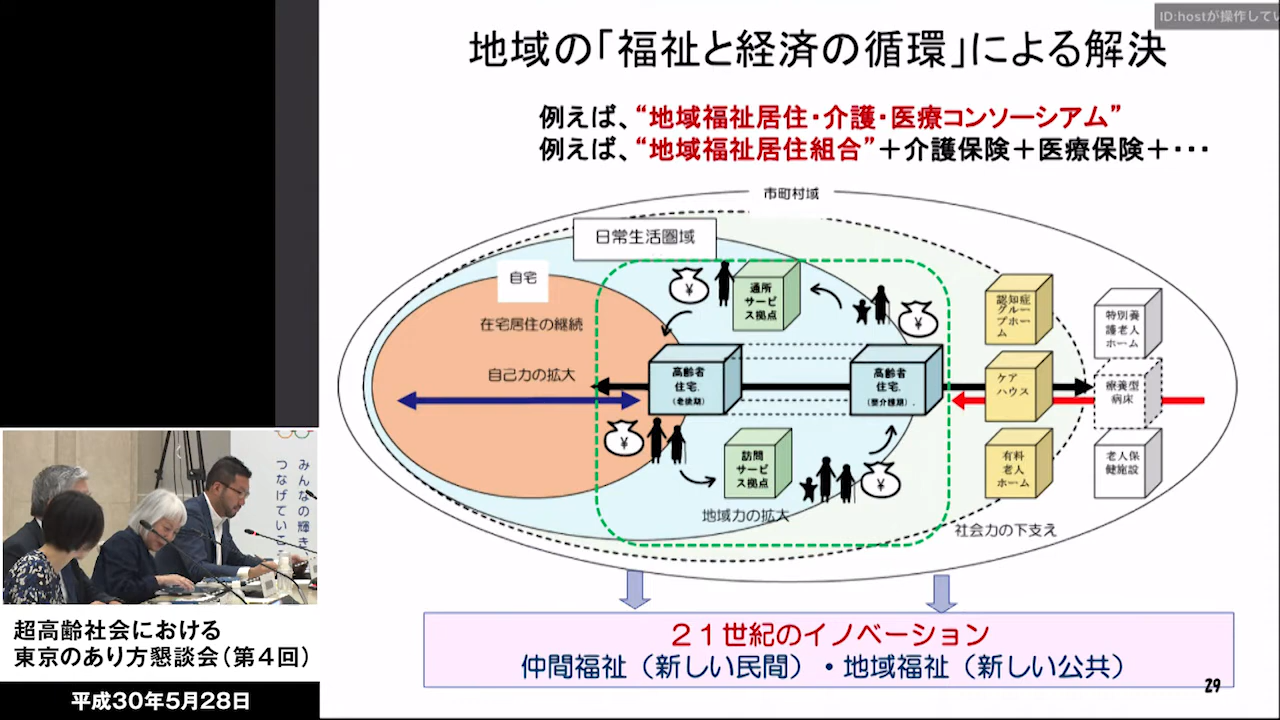 ID:hostが操作してい
地域の「福祉と経済の循環」による解決
例えば、“地域福祉居住・介護・医療コンソーシアム”
例えば、“地域福祉居住組合”＋介護保険＋医療保険＋・・・
市町村域
日常生活圏域
自宅
在宅居住の継続
自己力の拡大
¥
通所
サービ
ス拠点
¥
高齢者
住宅.
(老後期)
高齢者
住宅.
(要介護期).
¥
訪問
サービ
ス拠点
¥
地域力の拡大
認知症
グルー
プホー
ム
ケア
ハウス
有料
老人
ホーム
特別養
護老人
ホーム
療養型
病床
老人保
健施設
社会力の下支え
２１世紀のイノベーション
仲間福祉（新しい民間）・地域福祉（新しい公共）
29
みんなの輝き
つなげていこ
超高齢社会における
東京のあり方懇談会（第４回）
平成30年5月28日